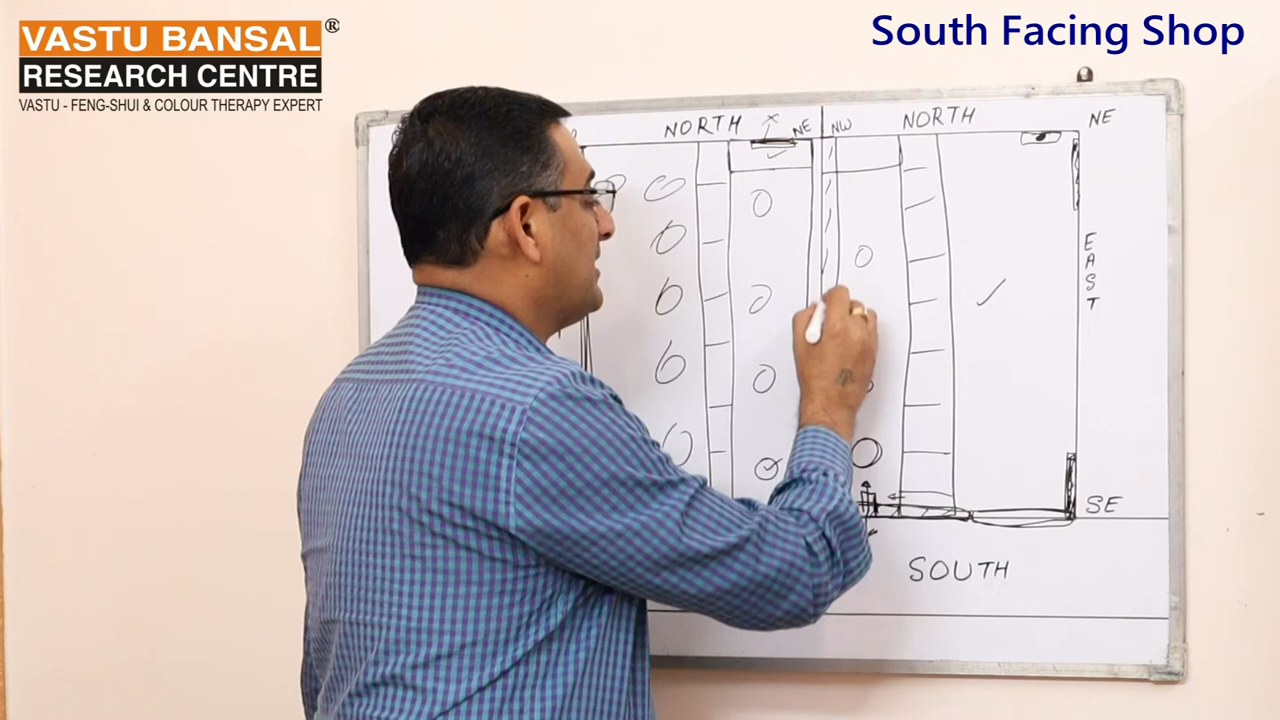 VASTU BANSAL®
RESEARCH CENTRE
VASTU - FENG-SHUI & COLOUR THERAPY EXPERT
South Facing Shop
NORTH
NE
NW
NORTH
NE
EAST
SE
SOUTH